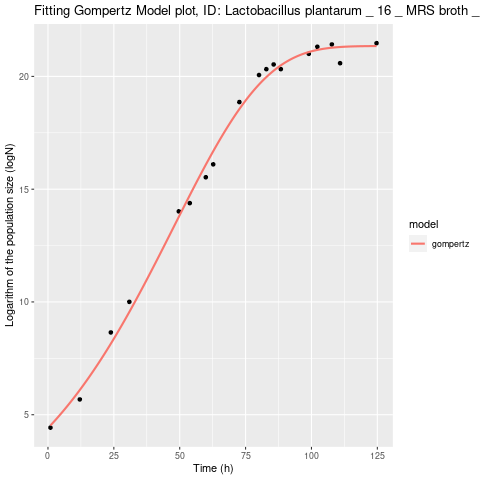 Fitting Gompertz Model plot, ID: Lactobacillus plantarum _ 16 _ MRS broth _
Logarithm of the population size (logN)
20
15
10
5
0 25 50 75 100 125
Time (h)
model
gompertz